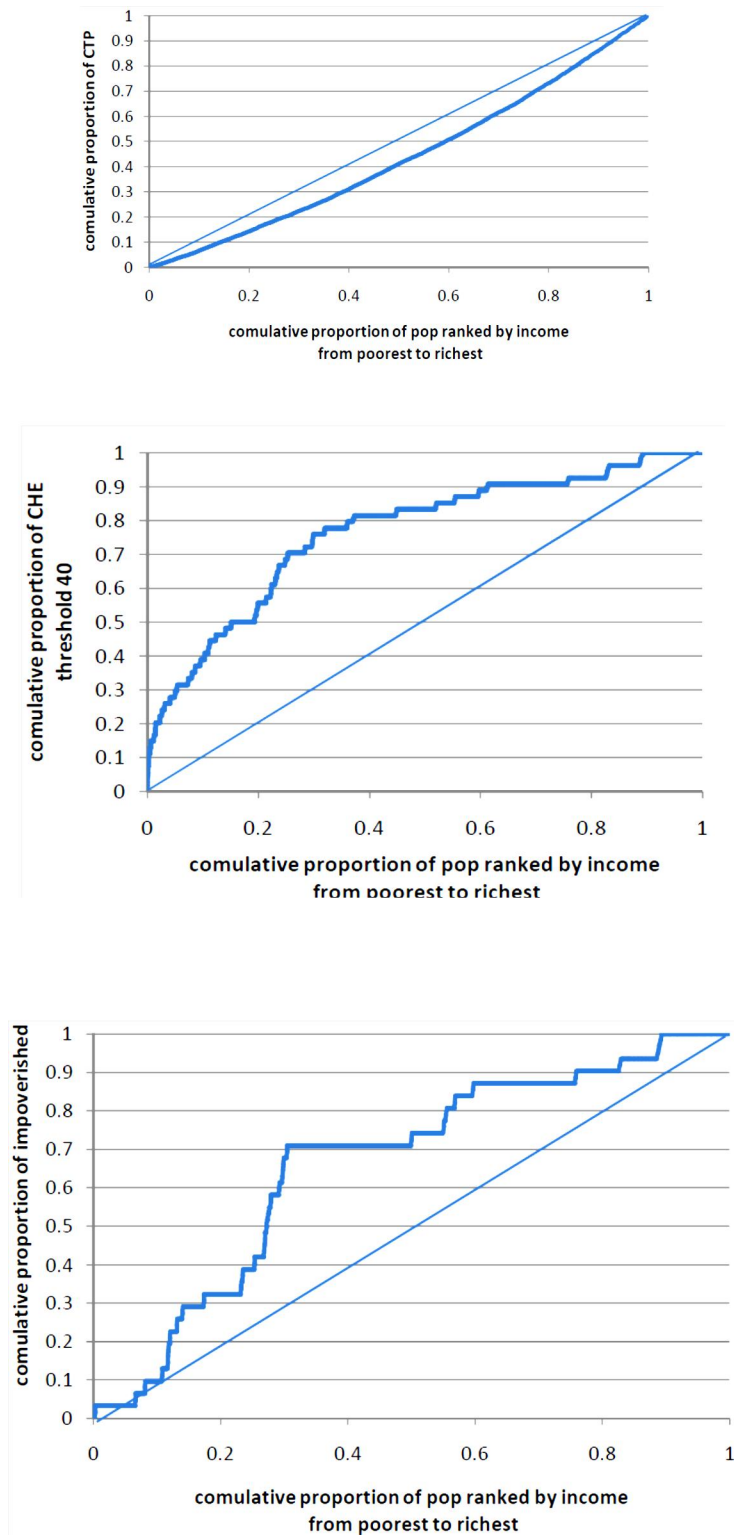 comulative proportion of CTP
1
0.9
0.8
0.7
0.6
0.5
0.4
0.3
0.2
0.1
0
0 0.2 0.4 0.6 0.8 1
comulative proportion of pop ranked by income
from poorest to richest
comulative proportion of CHE
threshold 40
1
0.9
0.8
0.7
0.6
0.5
0.4
0.3
0.2
0.1
0
0 0.2 0.4 0.6 0.8 1
comulative proportion of pop ranked by income
from poorest to richest
comulative proportion of impoverished
1
0.9
0.8
0.7
0.6
0.5
0.4
0.3
0.2
0.1
0
0 0.2 0.4 0.6 0.8 1
comulative proportion of pop ranked by income
from poorest to richest